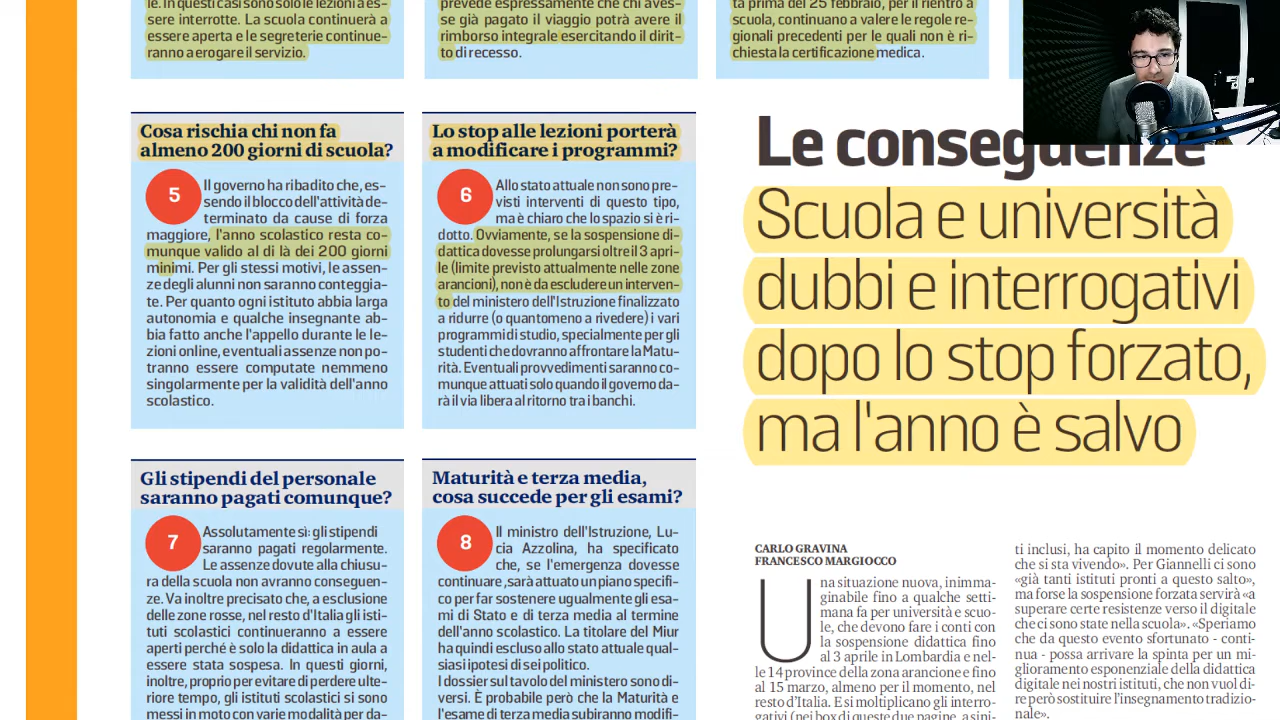 le. In questi casi sono solo le lezioni a es-
sere interrotte. La scuola continuerà a
essere aperta e le segreterie continue-
ranno a erogare il servizio.
prevede espressamente che chi aves-
se già pagato il viaggio potrà avere il
rimborso integrale esercitando il dirit-
to di recesso.
ta prima del 25 febbraio, per il rientro a
scuola, continuano a valere le regole re-
gionali precedenti per le quali non è ri-
chiesta la certificazione medica.
Cosa rischia chi non fa
almeno 200 giorni di scuola?
5
Il governo ha ribadito che, es-
sendo il blocco dell'attività de-
terminato da cause di forza
maggiore, l'anno scolastico resta co-
munque valido al di là dei 200 giorni
minimi. Per gli stessi motivi, le assen-
ze degli alunni non saranno conteggia-
te. Per quanto ogni istituto abbia larga
autonomia e qualche insegnante ab-
bia fatto anche l'appello durante le le-
zioni online, eventuali assenze non po-
tranno essere computate nemmeno
singolarmente per la validità dell'anno
scolastico.
Lo stop alle lezioni porterà
a modificare i programmi?
6
Allo stato attuale non sono pre-
visti interventi di questo tipo,
ma è chiaro che lo spazio si è ri-
dotto. Ovviamente, se la sospensione di-
dattica dovesse prolungarsi oltre il 3 apri-
le (limite previsto attualmente nelle zone
arancioni), non è da escludere un interven-
to del ministero dell'Istruzione finalizzato
a ridurre (o quantomeno a rivedere) i vari
programmi di studio, specialmente per gli
studenti che dovranno affrontare la Matu-
rità. Eventuali provvedimenti saranno co-
munque attuati solo quando il governo da-
rà il via libera al ritorno tra i banchi.
Gli stipendi del personale
saranno pagati comunque?
7
Assolutamente sì: gli stipendi
saranno pagati regolarmente.
Le assenze dovute alla chiusu-
ra della scuola non avranno conseguen-
ze. Va inoltre precisato che, a esclusione
delle zone rosse, nel resto d'Italia gli isti-
tuti scolastici continueranno a essere
aperti perché è solo la didattica in aula a
essere stata sospesa. In questi giorni,
inoltre, proprio per evitare di perdere ulte-
riore tempo, gli istituti scolastici si sono
messi in moto con varie modalità per da-
Maturità e terza media,
cosa succede per gli esami?
8
Il ministro dell'Istruzione, Lu-
cia Azzolina, ha specificato
che, se l'emergenza dovesse
continuare ,sarà attuato un piano specifi-
co per far sostenere ugualmente gli esa-
mi di Stato e di terza media al termine
dell'anno scolastico. La titolare del Miur
ha quindi escluso allo stato attuale qual-
siasi ipotesi di sei politico.
I dossier sul tavolo del ministero sono di-
versi. È probabile però che la Maturità e
l'esame di terza media subiranno modifi-
Le conseguenze
Scuola e università
dubbi e interrogativi
dopo lo stop forzato,
ma l'anno è salvo
CARLO GRAVINA
FRANCESCO MARGIOCCO
Una situazione nuova, inimma-
ginabile fino a qualche setti-
mana fa per università e scuo-
le, che devono fare i conti con
la sospensione didattica fino
al 3 aprile in Lombardia e nel-
le 14 province della zona arancione e fino
al 15 marzo, almeno per il momento, nel
resto d'Italia. E si moltiplicano gli interro-
gativi (nei box di queste due pagine, a sini-
ti inclusi, ha capito il momento delicato
che si sta vivendo». Per Giannelli ci sono
«già tanti istituti pronti a questo salto»,
ma forse la sospensione forzata servirà «a
superare certe resistenze verso il digitale
che ci sono state nella scuola». «Speriamo
che da questo evento sfortunato - conti-
nua - possa arrivare la spinta per un mi-
glioramento esponenziale della didattica
digitale nei nostri istituti, che non vuol di-
re però sostituire l'insegnamento tradizio-
nale».